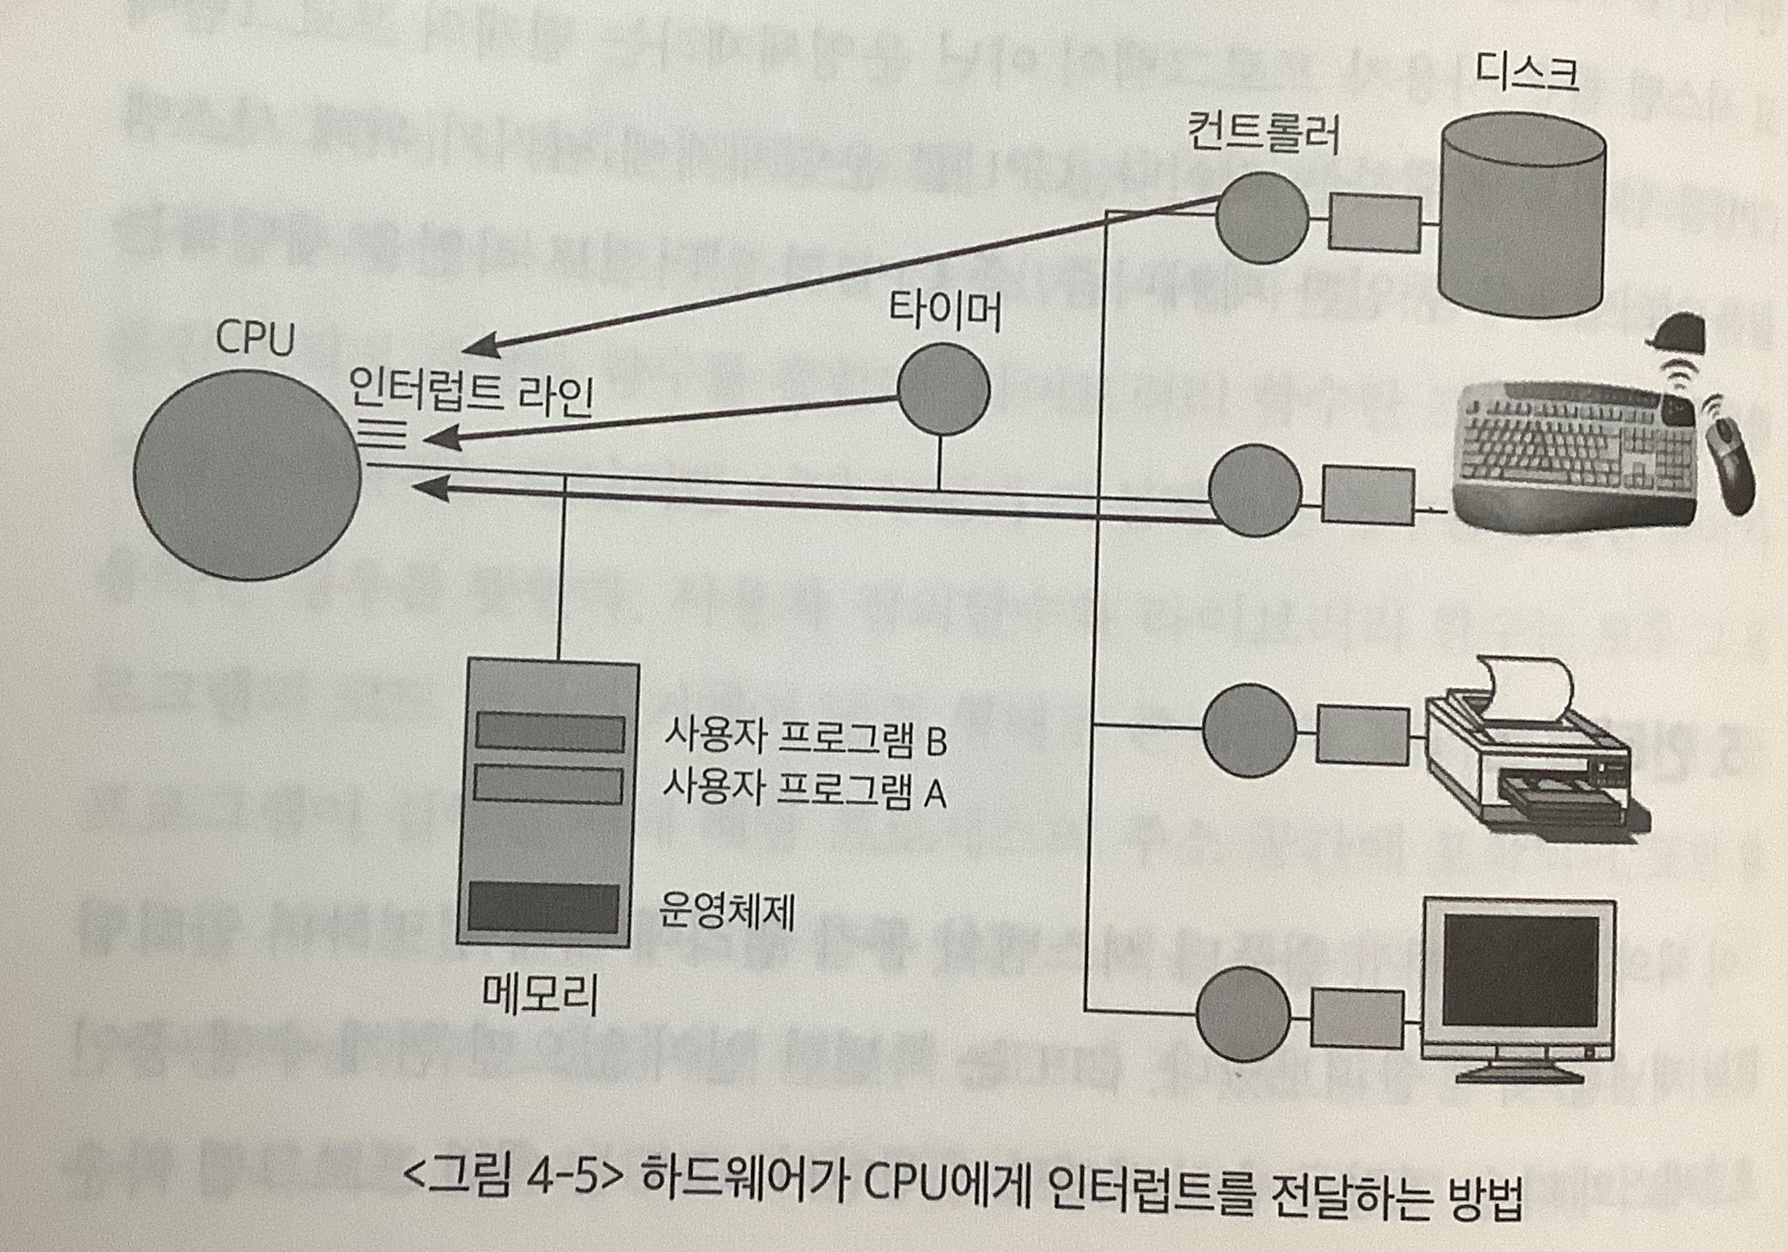 디스크
컨트롤러
타이머
CPU
인터럽트 라인
사용자 프로그램 B
사용자 프로그램 A
운영체제
메모리
<그림 4-5> 하드웨어가 CPU에게 인터럽트를 전달하는 방법